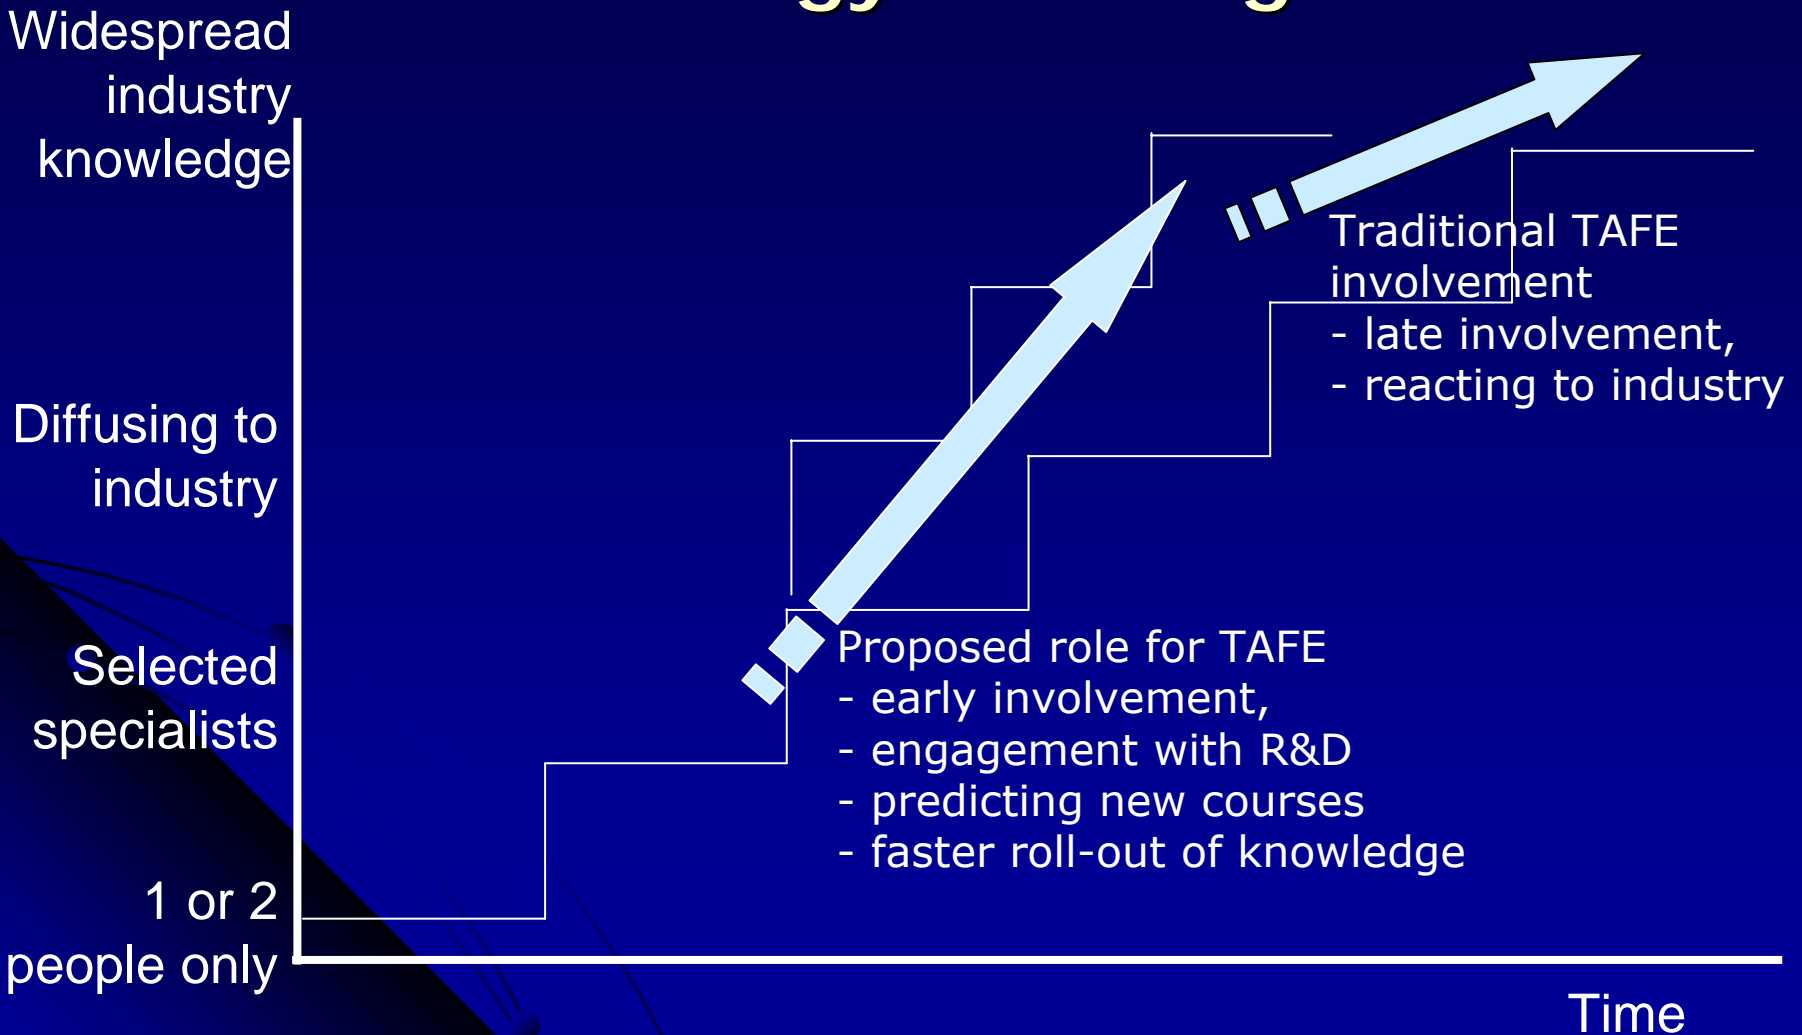 Widespread
industry
knowledge
Diffusing to
industry
Selected
specialists
1 or 2
people only
Traditional TAFE
involvement
- late involvement,
- reacting to industry
Proposed role for TAFE
- early involvement,
- engagement with R&D
- predicting new courses
- faster roll-out of knowledge
Time